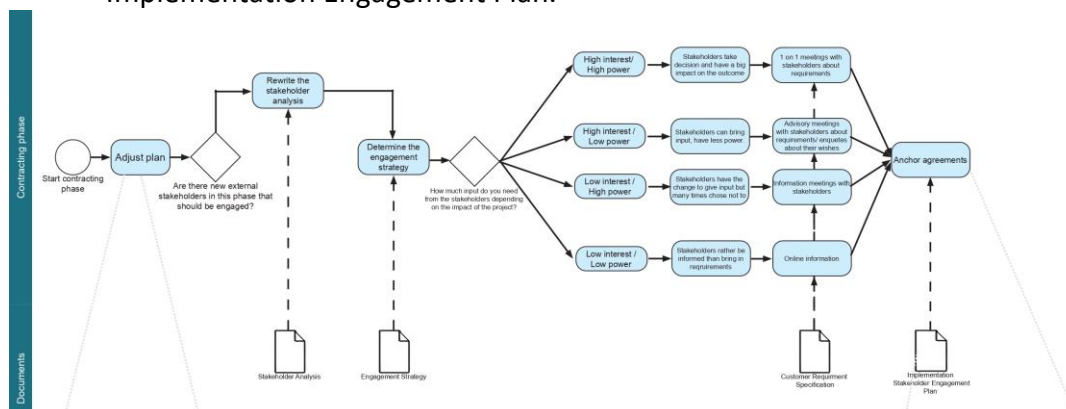 Implementation Engagement Plan.
Contracting phase
Documents
Start contracting
phase
Adjust plan
Are there new external
stakeholders in this phase that
should be engaged?
Rewrite the
stakeholder
analysis
Determine the
engagement
strategy
How much input do you need
from the stakeholders depending
on the impact of the project?
High interest/
High power
Stakeholders take
decision and have a big
impact on the outcome
1 on 1 meetings with
stakeholders about
requirements
High interest /
Low power
Stakeholders can bring
input, have less power.
Advisory meetings
with stakeholders about
requirements/ enquetes
about their wishes
Low interest /
High power
Stakeholders have the
change to give input but
many times chose not to
Information meetings with
stakeholders
Low interest /
Low power
Stakeholders rather be
informed than bring in
reqruirements
Online information
Anchor agreements
Stakeholder Analysis
Engagement Strategy
Customer Requirment
Specification
Implementation
Stakeholder Engagement
Plan